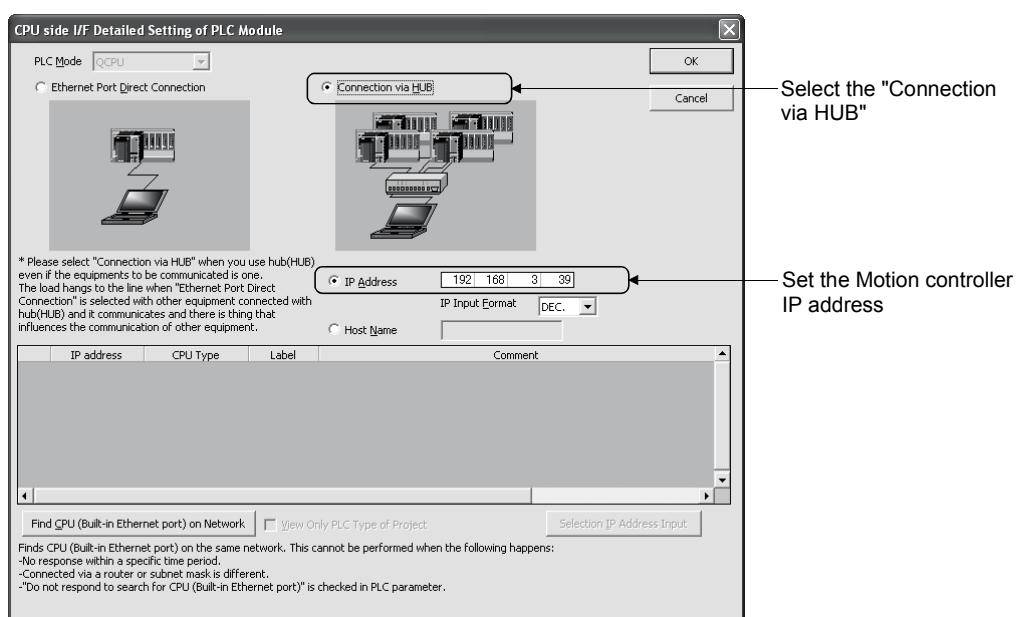 CPU side I/F Detailed Setting of PLC Module
PLC Mode QCPU
OK
Ethernet Port Direct Connection
Connection via HUB
Cancel
Select the "Connection
via HUB"
* Please select "Connection via HUB" when you use hub(HUB)
even if the equipments to be communicated is one.
The load hangs to the line when "Ethernet Port Direct
Connection" is selected with other equipment connected with
hub(HUB) and it communicates and there is thing that
influences the communication of other equipment.
IP Address 192 168 3 39
Set the Motion controller
IP address
IP Input Format DEC.
Host Name
IP address CPU Type Label Comment
Find CPU (Built-in Ethernet port) on Network
View Only PLC Type of Project
Selection IP Address Input
Finds CPU (Built-in Ethernet port) on the same network. This cannot be performed when the following happens:
-No response within a specific time period.
-Connected via a router or subnet mask is different.
-"Do not respond to search for CPU (Built-in Ethernet port)" is checked in PLC parameter.